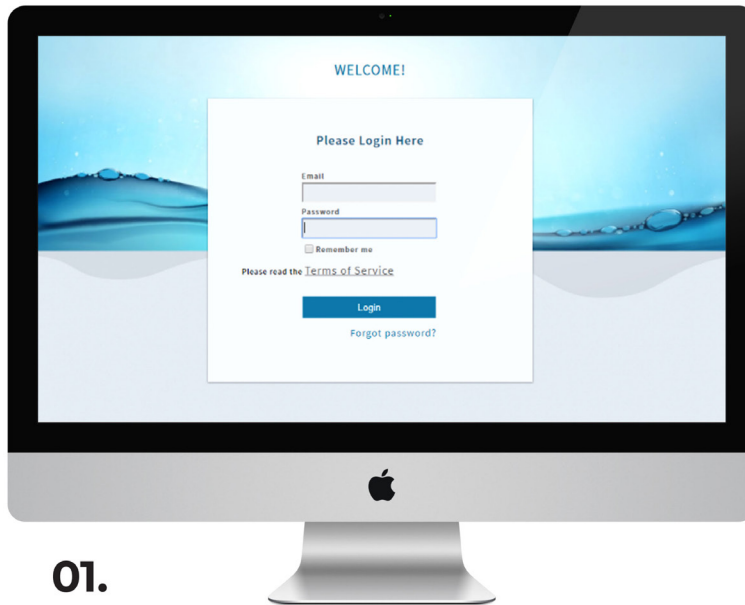 WELCOME!
Please Login Here
Email
Password
Remember me
Please read the Terms of Service
Login
Forgot password?
01.